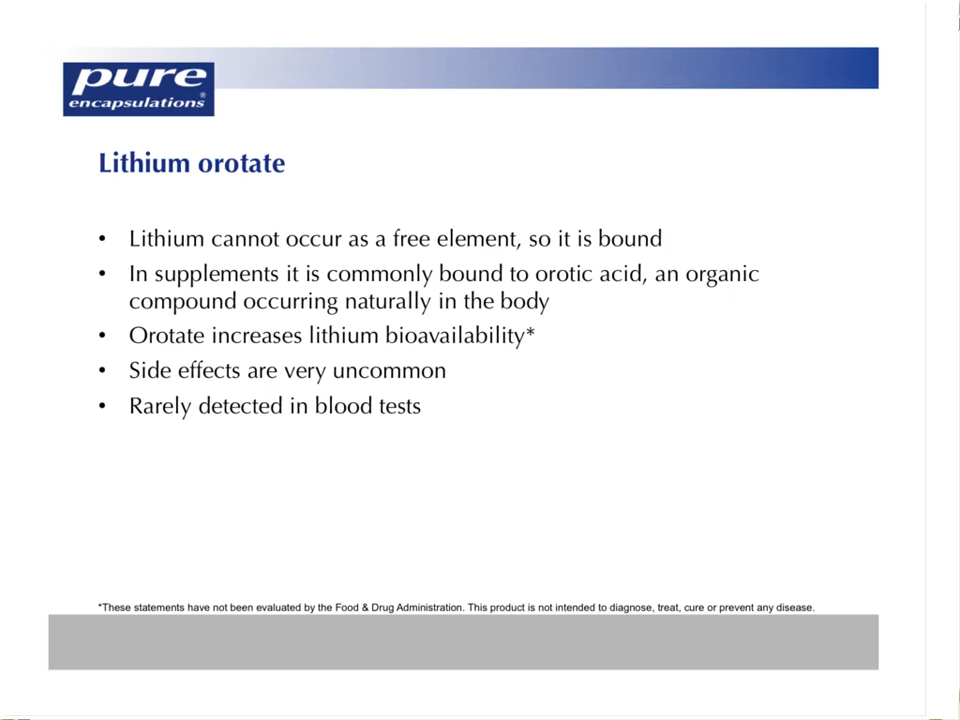 pure
encapsulations®
Lithium orotate
• Lithium cannot occur as a free element, so it is bound
• In supplements it is commonly bound to orotic acid, an organic
compound occurring naturally in the body
• Orotate increases lithium bioavailability*
• Side effects are very uncommon
• Rarely detected in blood tests
*These statements have not been evaluated by the Food & Drug Administration. This product is not intended to diagnose, treat, cure or prevent any disease.